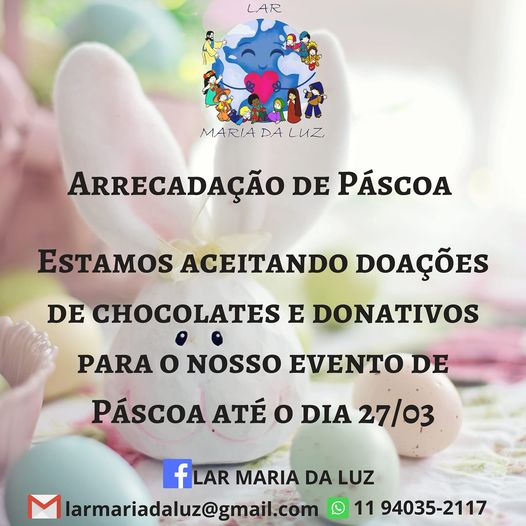 LAR
MARIA DA LUZ
Arrecadação de Páscoa
Estamos aceitando doações
de chocolates e donativos
para o nosso evento de
Páscoa até o dia 27/03
LAR MARIA DA LUZ
larmariadaluz@gmail.com 11 94035-2117